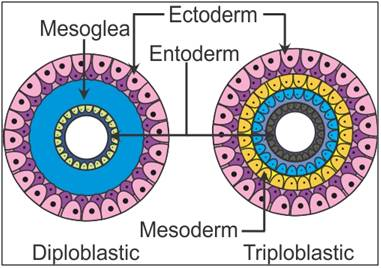 Ectoderm
Mesoglea
Entoderm
Mesoderm
Diploblastic
Triploblastic